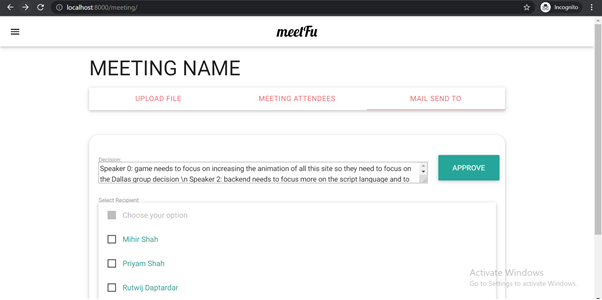 localhost:8000/meeting/
Incognito
meetFu
MEETING NAME
UPLOAD FILE
MEETING ATTENDEES
MAIL SEND TO
Decision:
Speaker 0: game needs to focus on increasing the animation of all this site so they need to focus on
the Dallas group decision \n Speaker 2: backend needs to focus more on the script language and to
APPROVE
Select Recipient
Choose your option
Mihir Shah
Priyam Shah
Rutwij Daptardar
Activate Windows
Go to Settings to activate Windows.